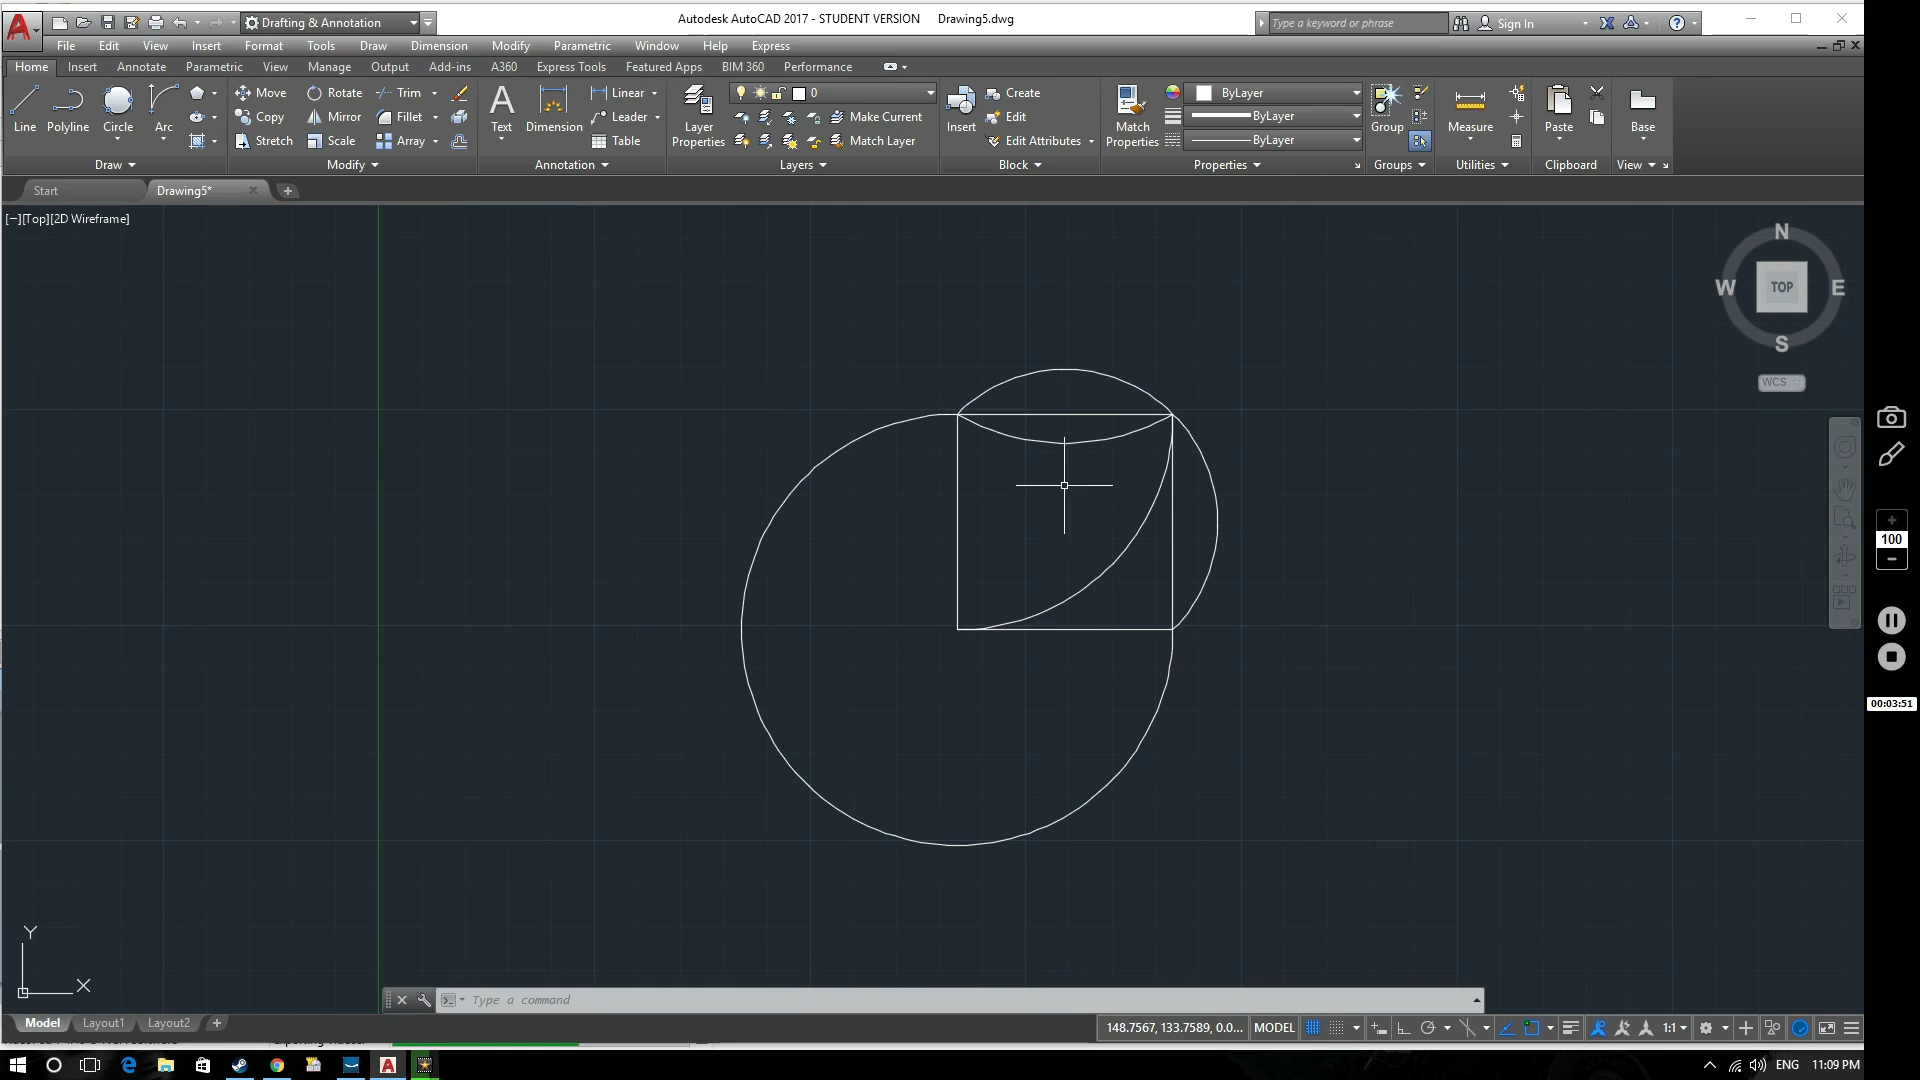 Drafting & Annotation
Autodesk AutoCAD 2017 - STUDENT VERSION Drawing5.dwg
Type a keyword or phrase
Sign In
File Edit View Insert Format Tools Draw Dimension Modify Parametric Window Help Express
Home Insert Annotate Parametric View Manage Output Add-ins A360 Express Tools Featured Apps BIM 360 Performance
Line Polyline Circle Arc
Move Rotate Trim
Copy Mirror Fillet
Stretch Scale Array
Text Dimension
Linear
Leader
Table
Layer Properties
0
Make Current
Match Layer
Insert
Create
Edit
Edit Attributes
Match Properties
ByLayer
ByLayer
ByLayer
Group
Measure
Paste
Base
Draw Modify Annotation Layers Block Properties Groups Utilities Clipboard View
Start Drawing5*
[−][Top][2D Wireframe]
N
W TOP E
S
WCS
100
00:03:51
Y
X
Type a command
Model Layout1 Layout2
148.7567, 133.7589, 0.0... MODEL 1:1
ENG 11:09 PM